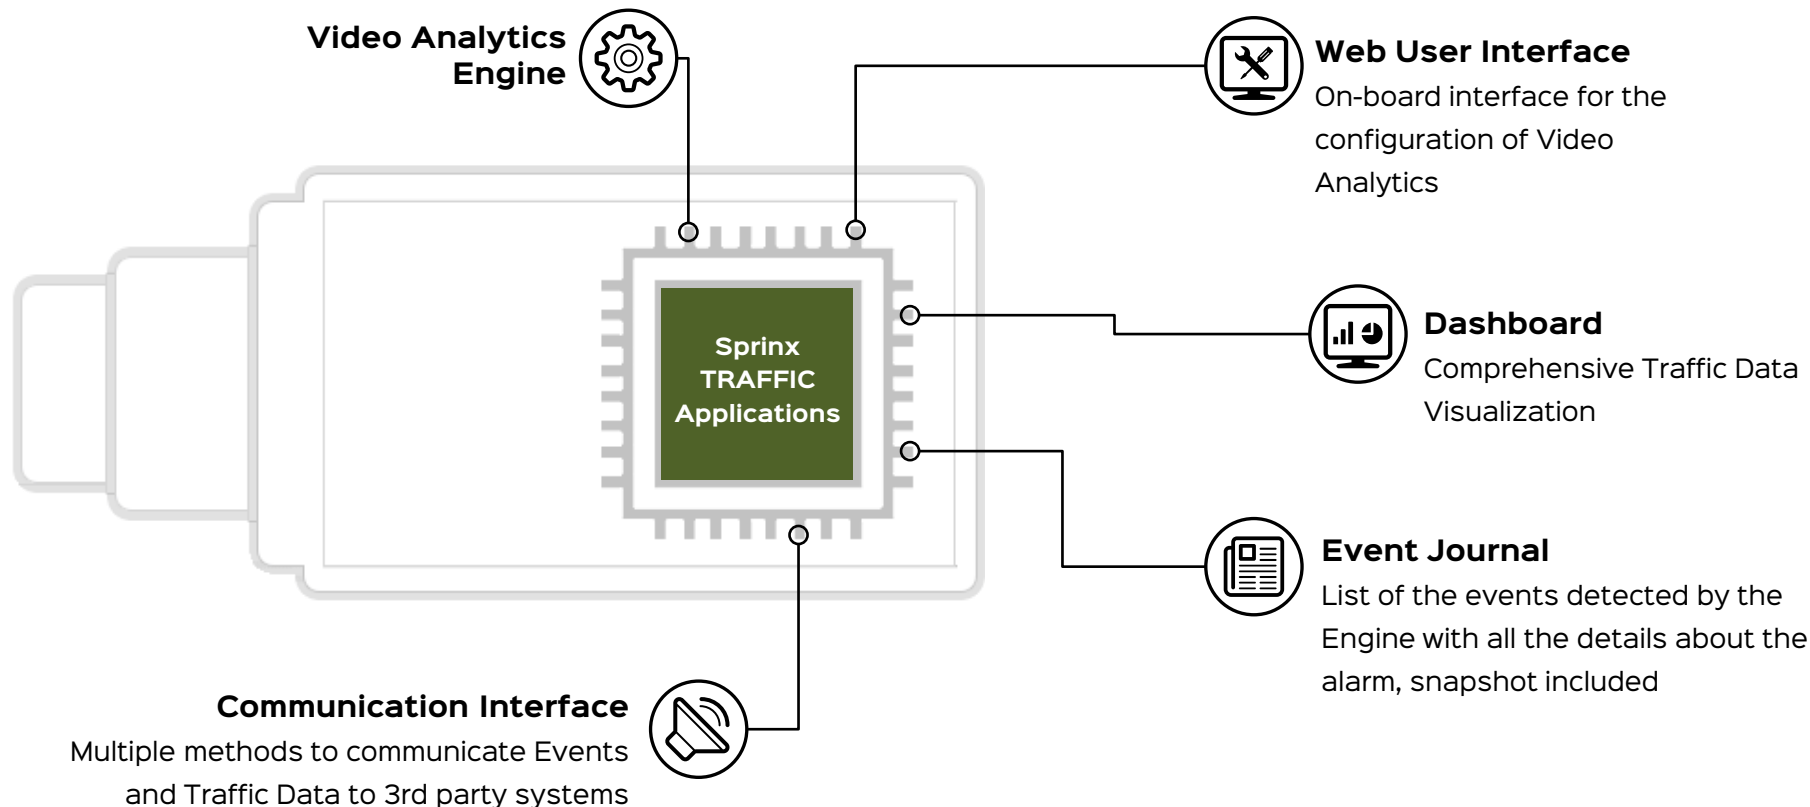 Video Analytics
Engine
Web User Interface
On-board interface for the
configuration of Video
Analytics
Sprinx
TRAFFIC
Applications
Dashboard
Comprehensive Traffic Data
Visualization
Event Journal
List of the events detected by the
Engine with all the details about the
alarm, snapshot included
Communication Interface
Multiple methods to communicate Events
and Traffic Data to 3rd party systems